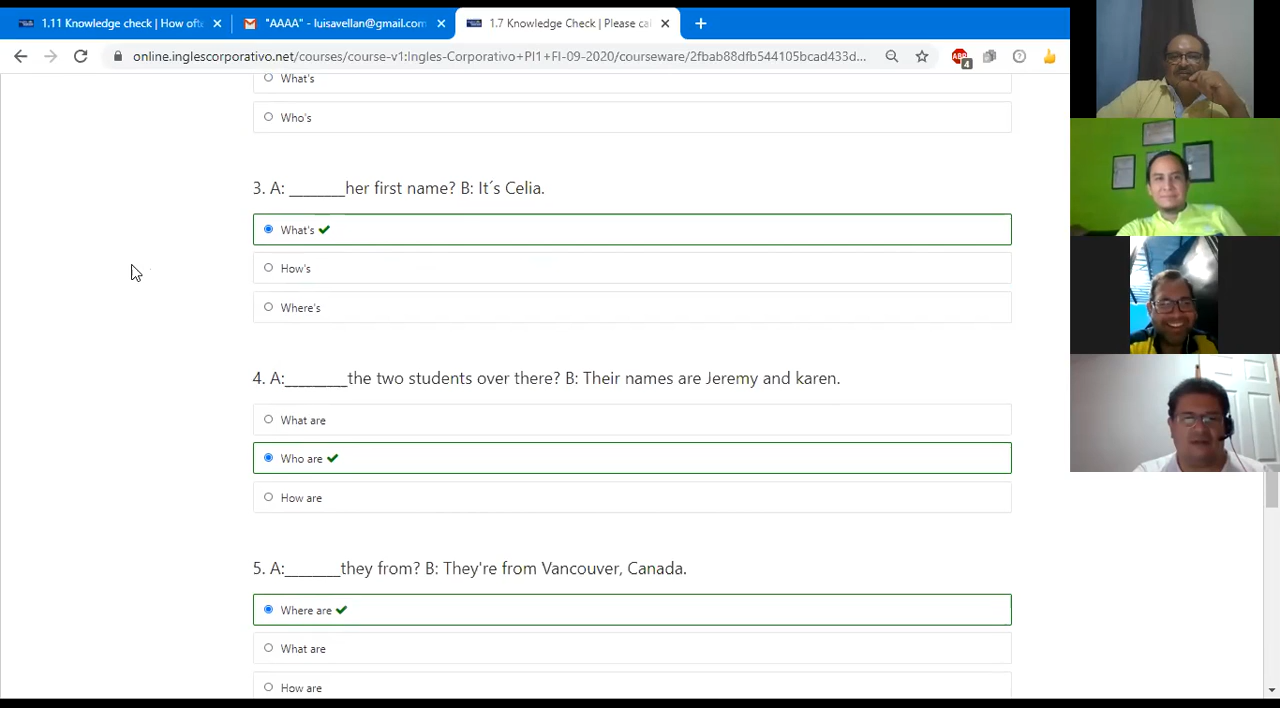 1.11 Knowledge check | How oft
"AAAA" - luisavellan@gmail.com
1.7 Knowledge Check | Please cal
online.inglescorporativo.net/courses/course-v1:Ingles-Corporativo+PI1+FI-09-2020/courseware/2fbab88dfb544105bcad433d...
ABP
4
What's
Who's
3. A: _______her first name? B: It´s Celia.
What's
How's
Where's
4. A:________the two students over there? B: Their names are Jeremy and karen.
What are
Who are
How are
5. A:_______they from? B: They're from Vancouver, Canada.
Where are
What are
How are